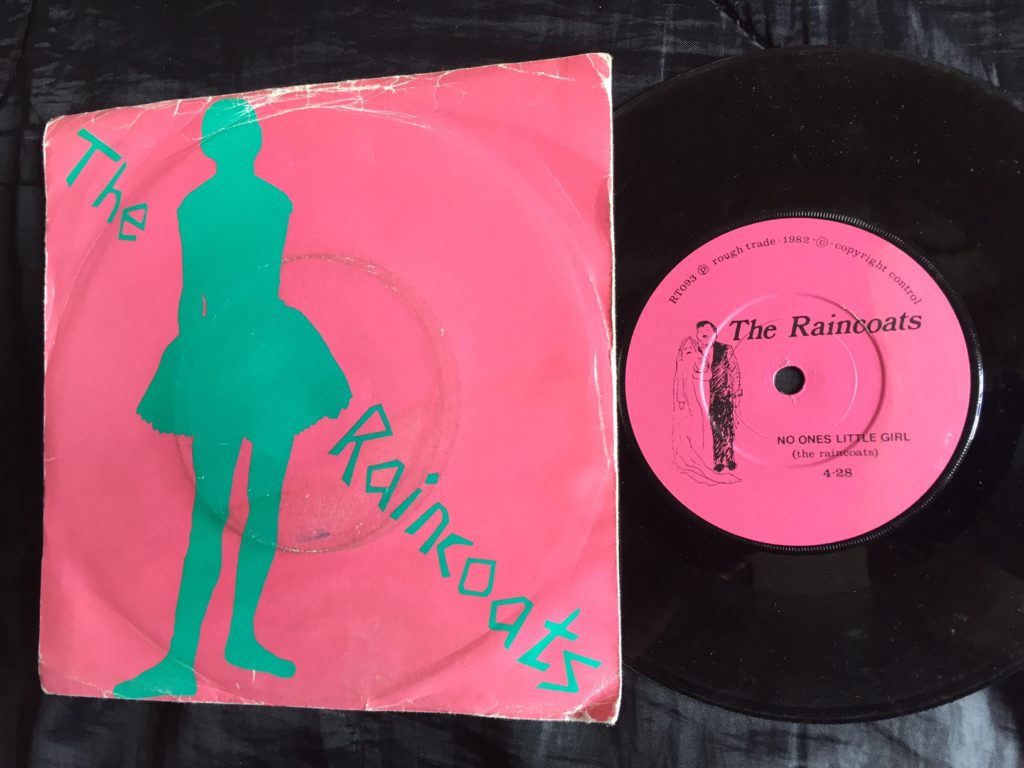 The
Raincoats
RT093 ℗ rough trade · 1982 · © · copyright control
The Raincoats
NO ONES LITTLE GIRL
(the raincoats)
4·28